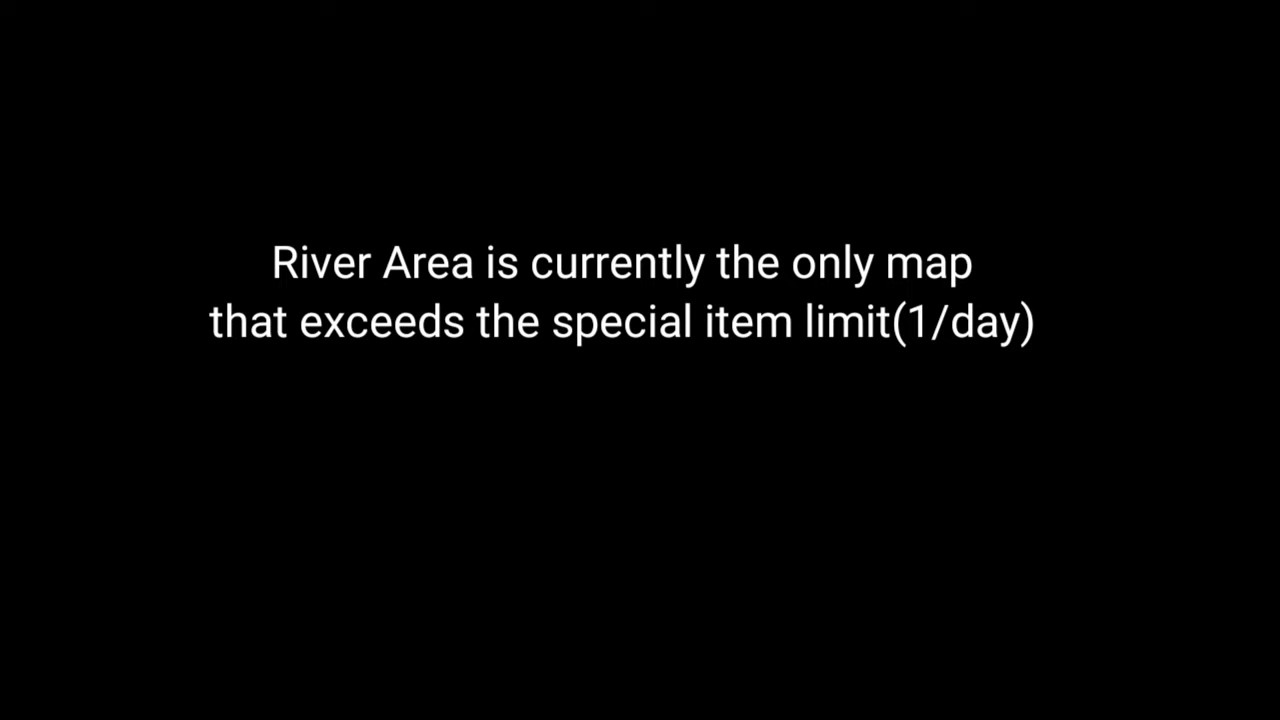 River Area is currently the only map
that exceeds the special item limit(1/day)